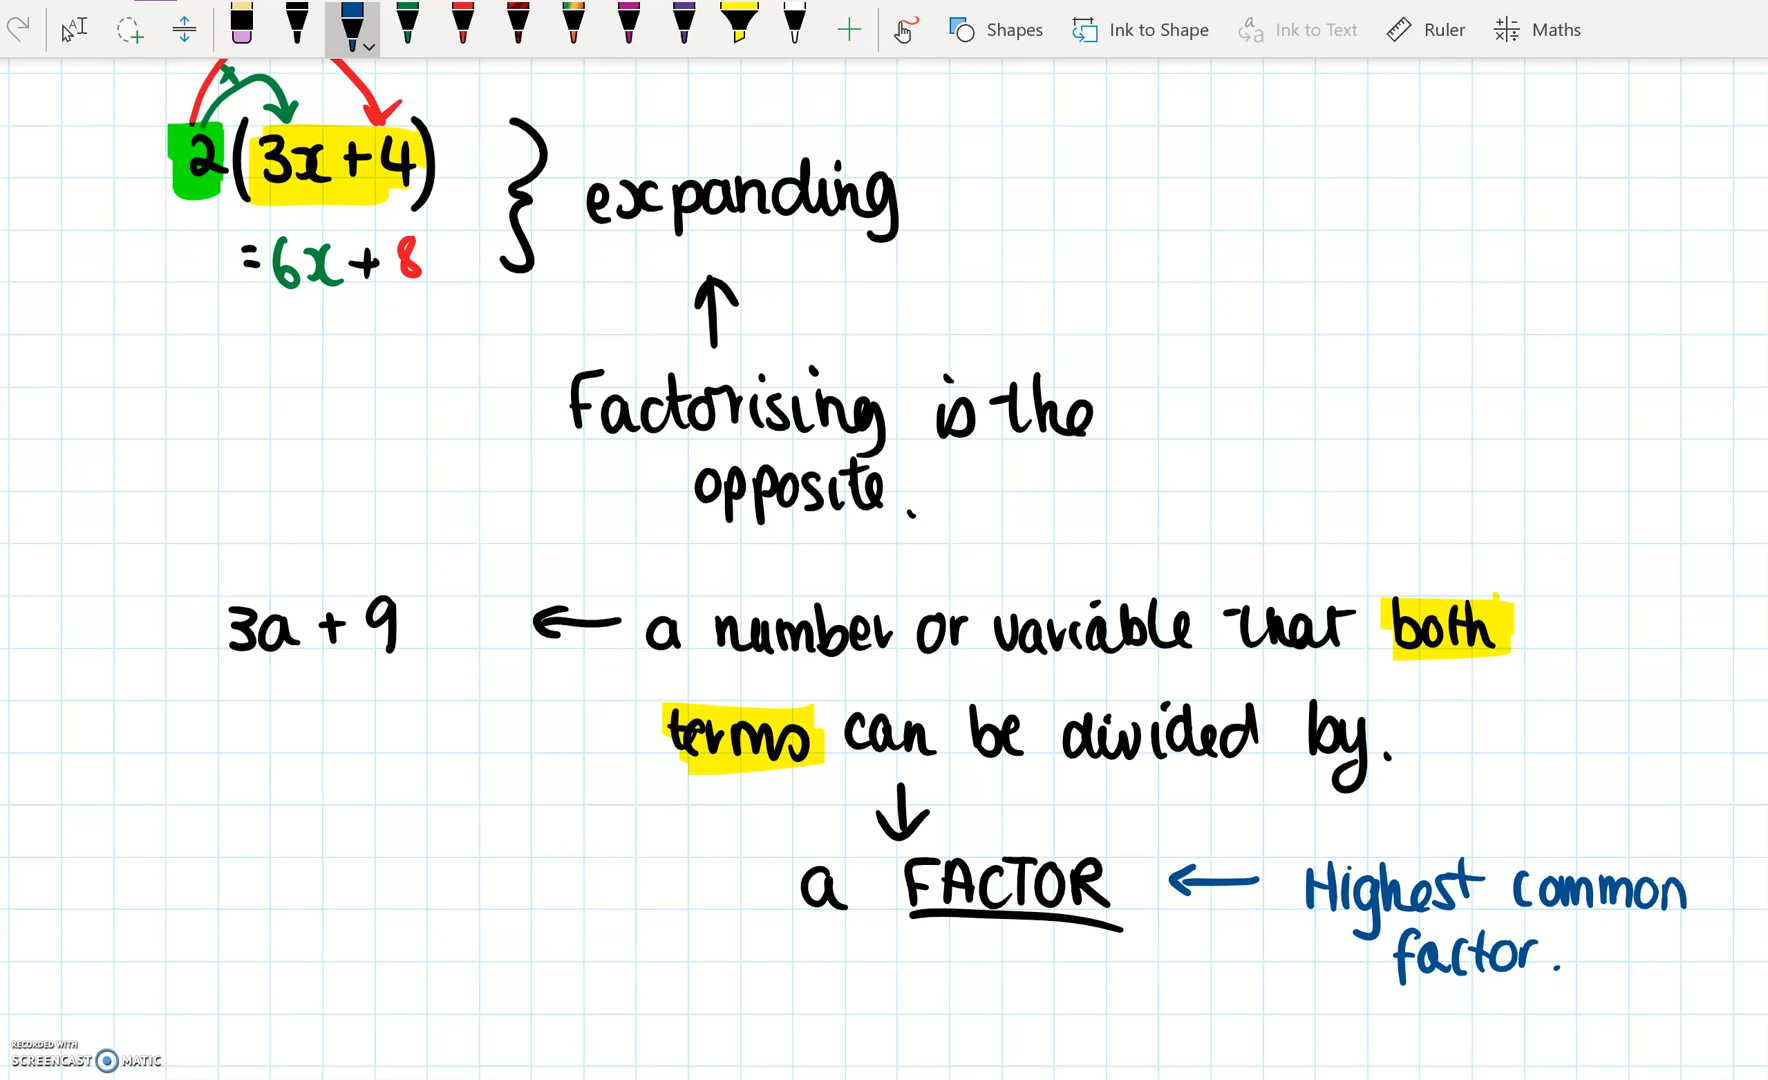 Shapes Ink to Shape Ink to Text Ruler Maths
2(3x+4)
=6x+8
expanding
Factorising is the
opposite.
3a+9 ← a number or variable that both
terms can be divided by.
↓
a FACTOR ← Highest common
factor.
RECORDED WITH
SCREENCAST MATIC